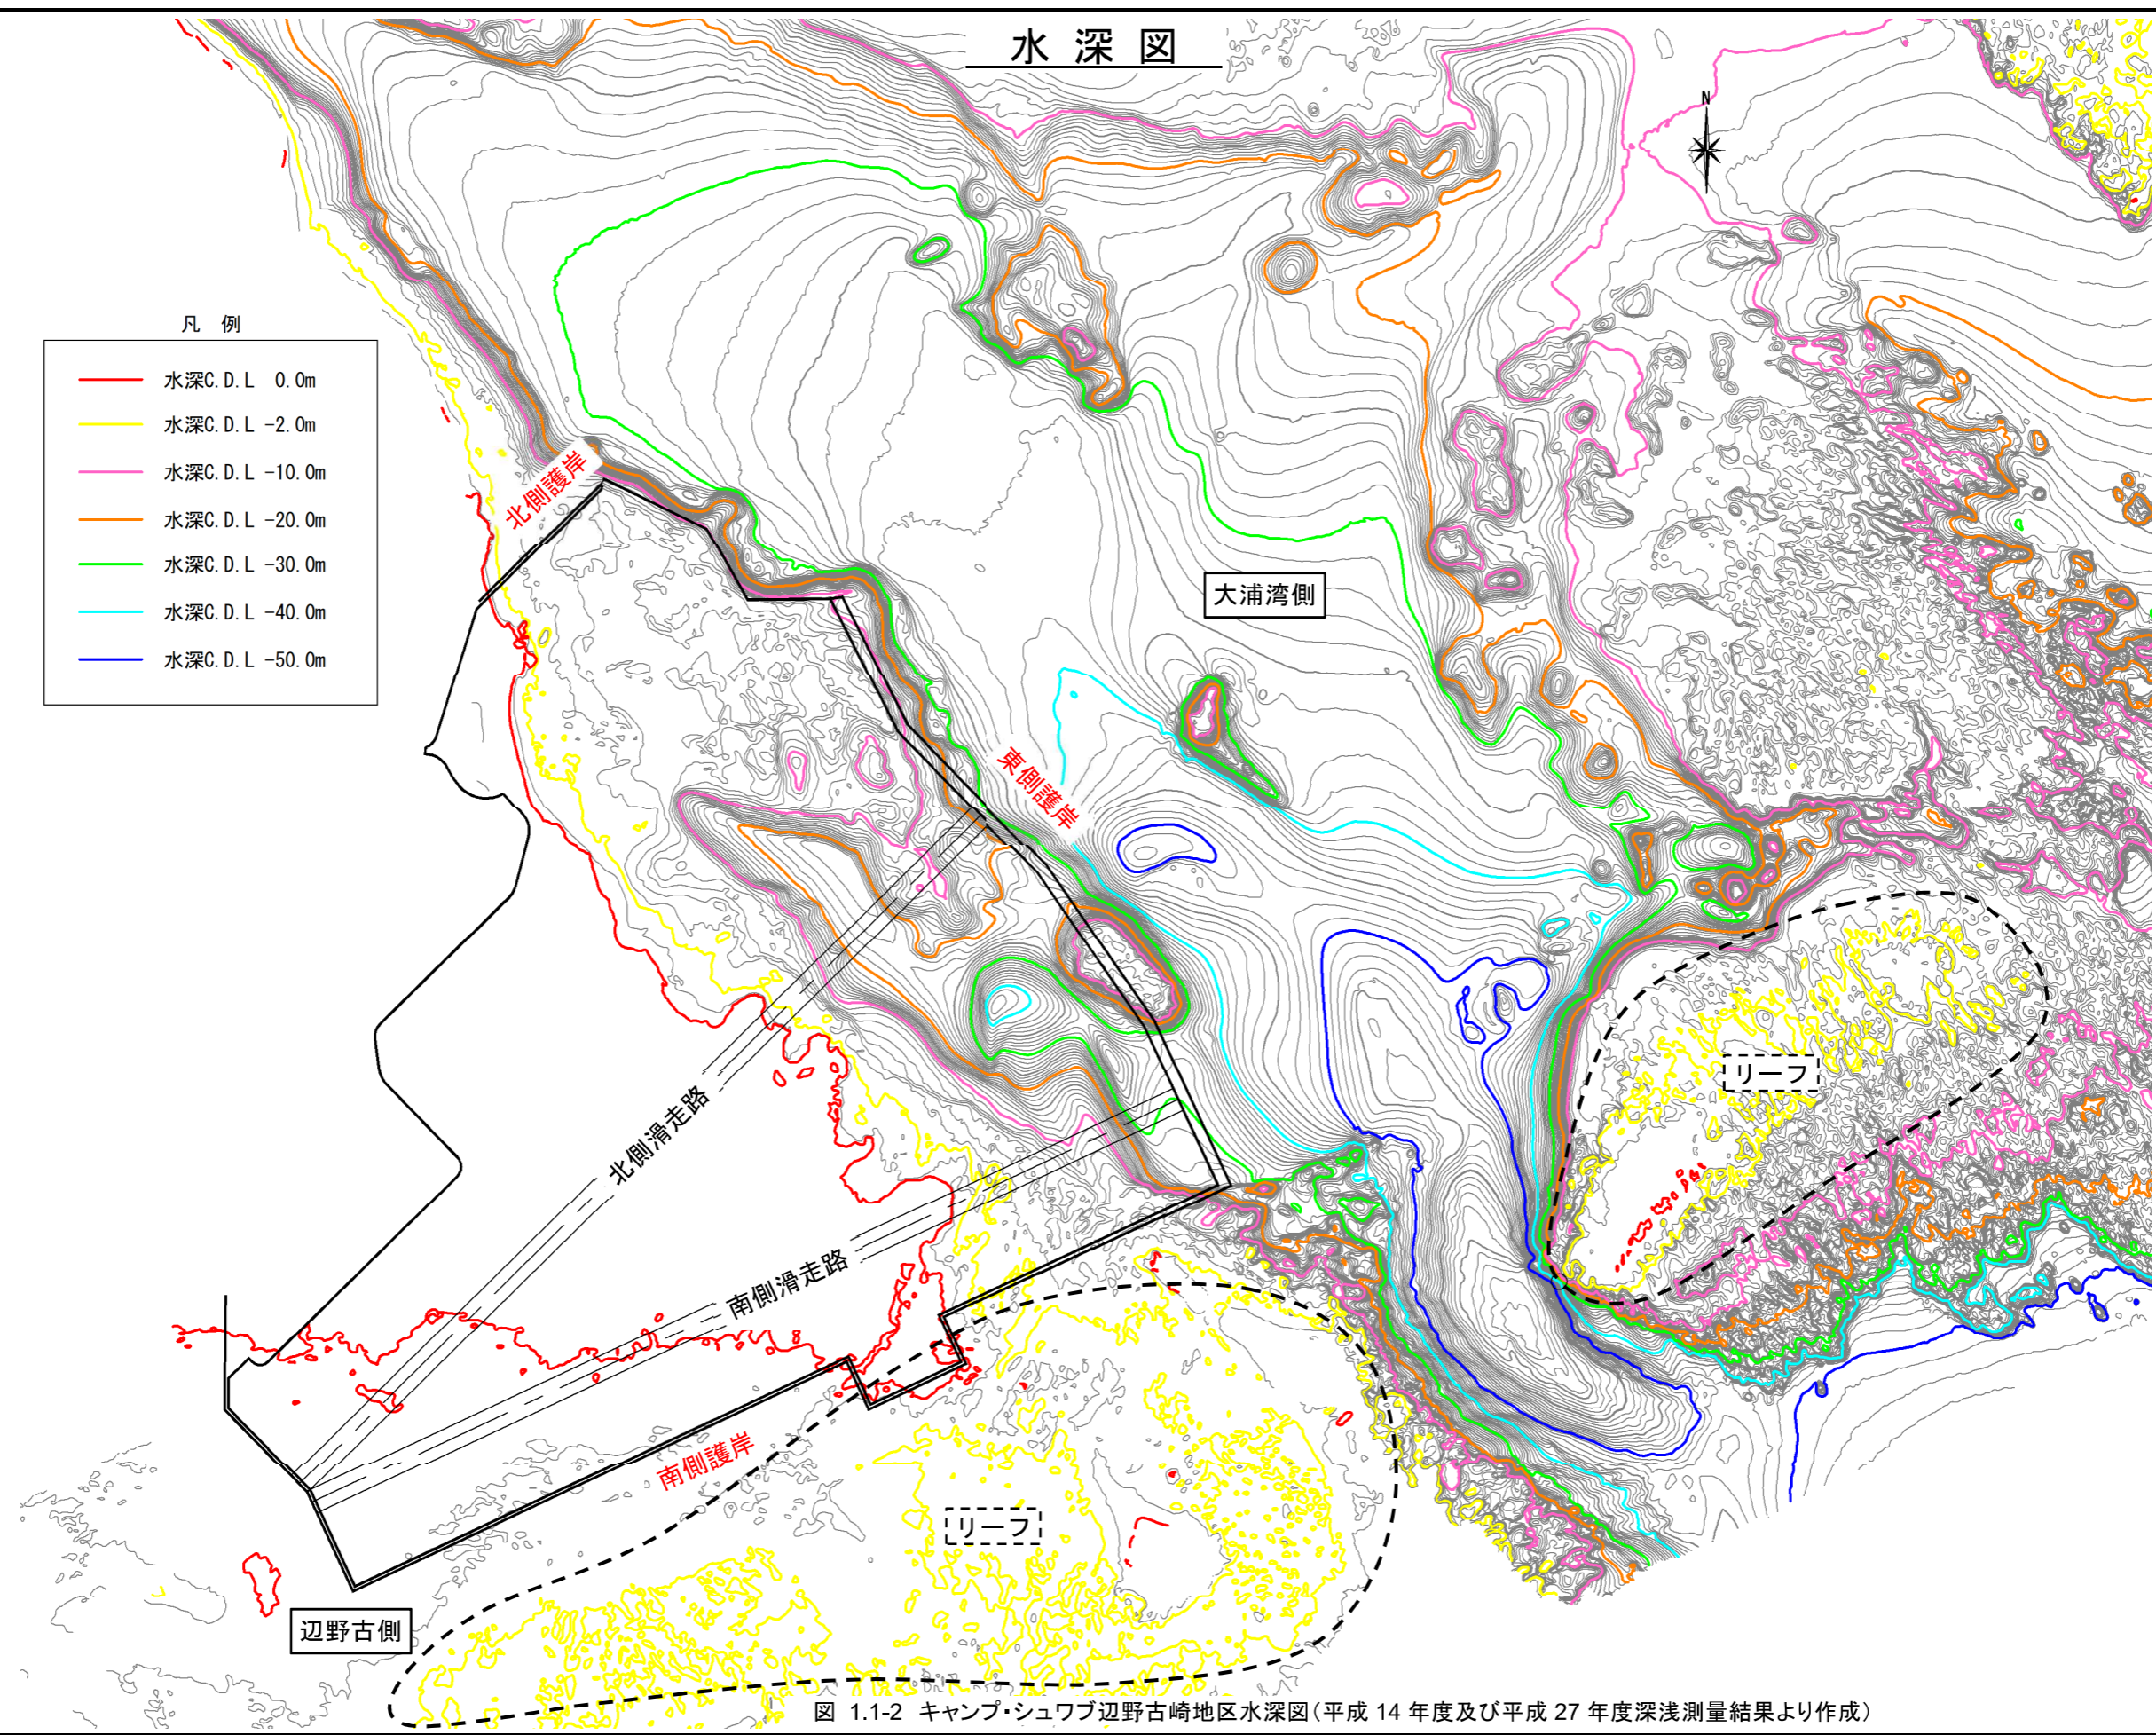 水 深 図
N
凡 例
水深C.D.L 0.0m
水深C.D.L -2.0m
水深C.D.L -10.0m
水深C.D.L -20.0m
水深C.D.L -30.0m
水深C.D.L -40.0m
水深C.D.L -50.0m
北側護岸
大浦湾側
東側護岸
リーフ
北側滑走路
南側滑走路
南側護岸
リーフ
辺野古側
図 1.1-2 キャンプ・シュワブ辺野古崎地区水深図(平成 14 年度及び平成 27 年度深浅測量結果より作成)